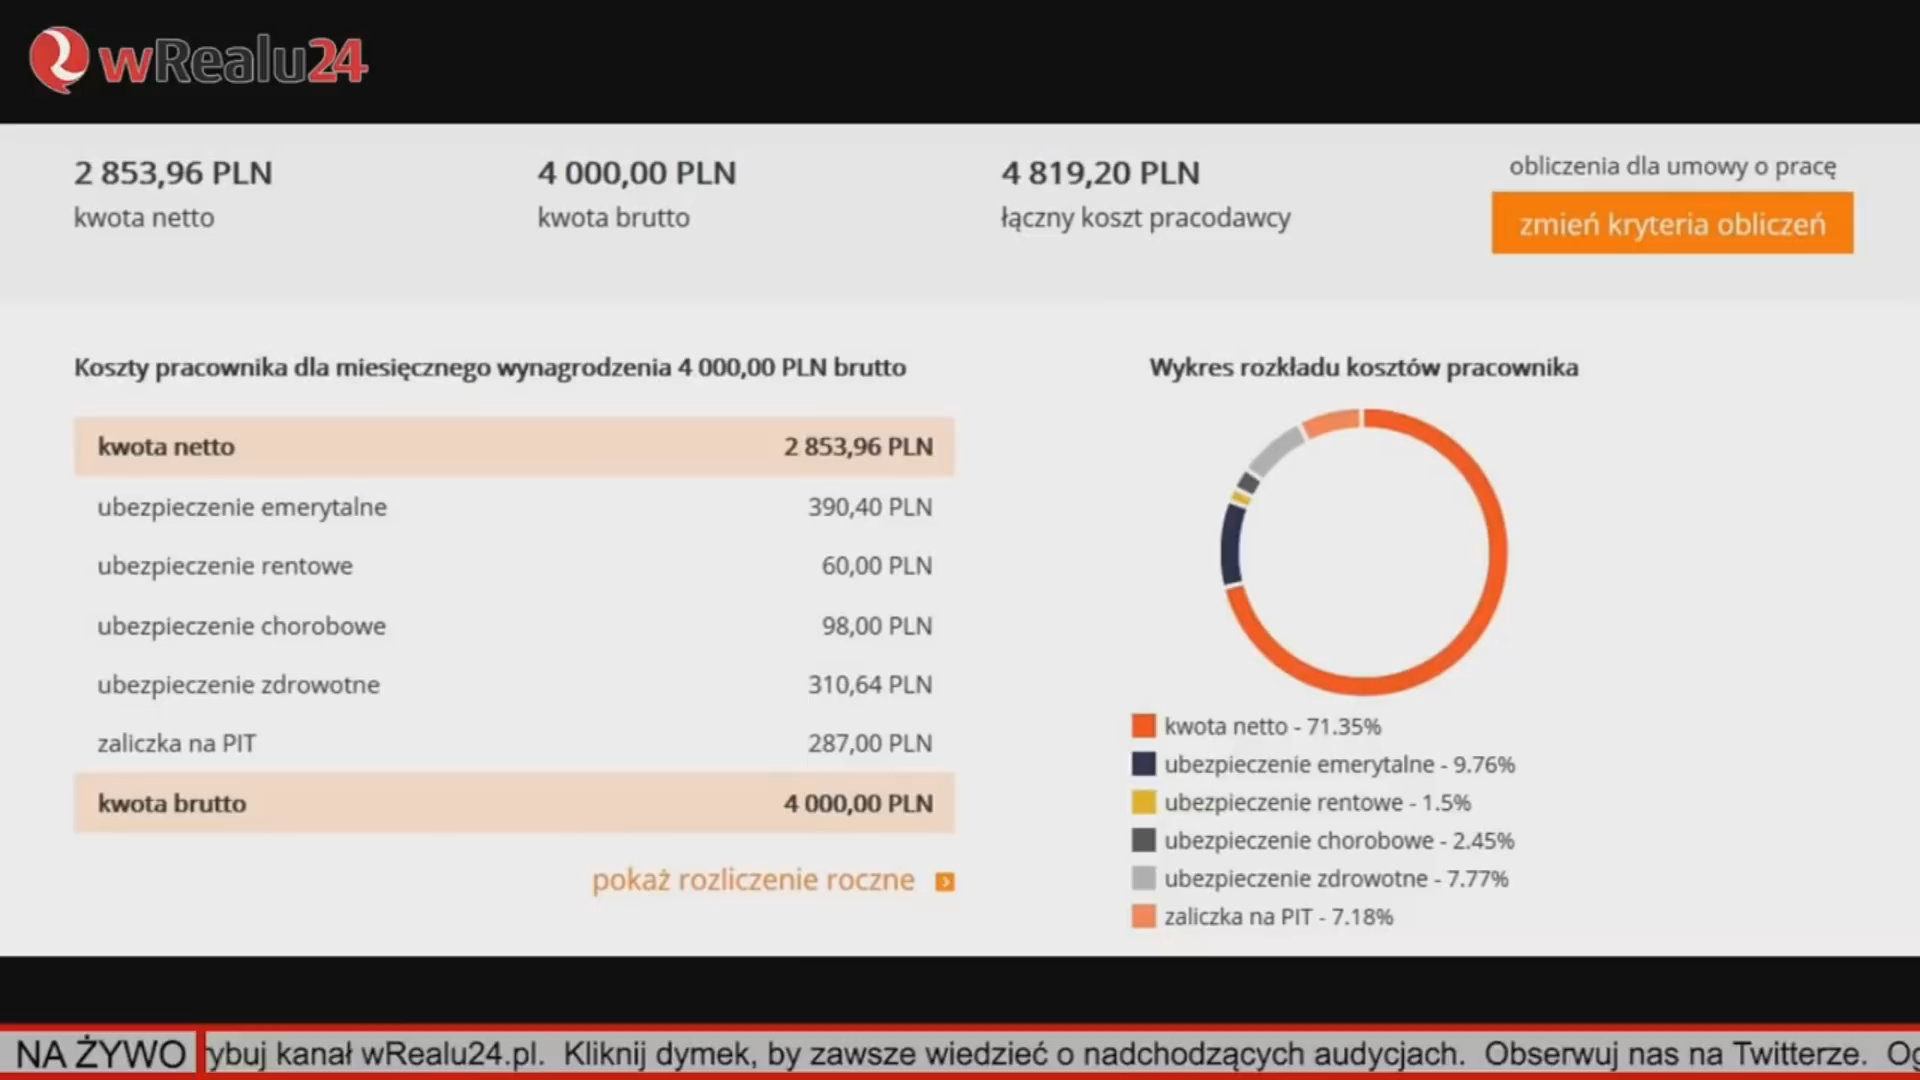 wRealu24
2 853,96 PLN
kwota netto
4 000,00 PLN
kwota brutto
4 819,20 PLN
łączny koszt pracodawcy
obliczenia dla umowy o pracę
zmień kryteria obliczeń
Koszty pracownika dla miesięcznego wynagrodzenia 4 000,00 PLN brutto
kwota netto 2 853,96 PLN
ubezpieczenie emerytalne 390,40 PLN
ubezpieczenie rentowe 60,00 PLN
ubezpieczenie chorobowe 98,00 PLN
ubezpieczenie zdrowotne 310,64 PLN
zaliczka na PIT 287,00 PLN
kwota brutto 4 000,00 PLN
pokaż rozliczenie roczne
Wykres rozkładu kosztów pracownika
kwota netto - 71.35%
ubezpieczenie emerytalne - 9.76%
ubezpieczenie rentowe - 1.5%
ubezpieczenie chorobowe - 2.45%
ubezpieczenie zdrowotne - 7.77%
zaliczka na PIT - 7.18%
NA ŻYWO rybuj kanał wRealu24.pl. Kliknij dymek, by zawsze wiedzieć o nadchodzących audycjach. Obserwuj nas na Twitterze. Og